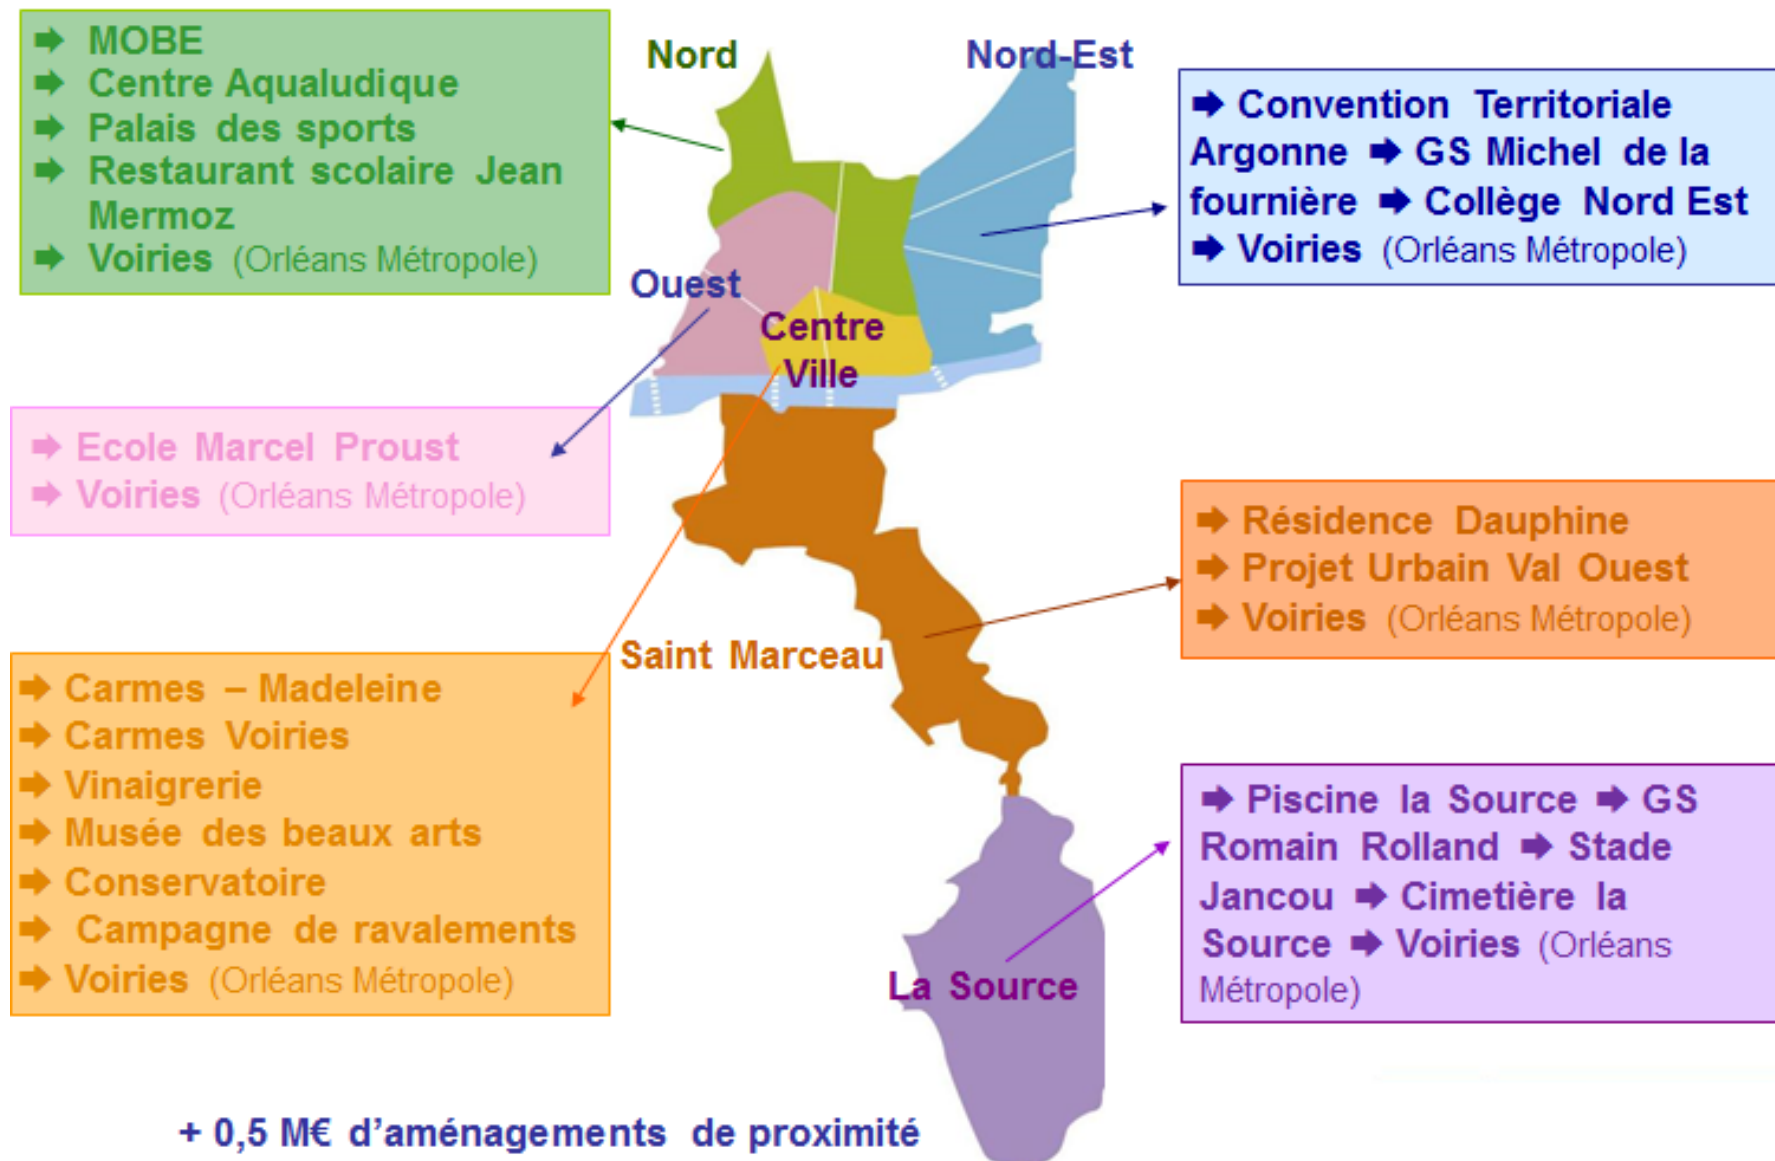 ➡ MOBE
➡ Centre Aqualudique
➡ Palais des sports
➡ Restaurant scolaire Jean
Mermoz
➡ Voiries (Orléans Métropole)
Nord
Nord-Est
➡ Convention Territoriale
Argonne ➡ GS Michel de la
fournière ➡ Collège Nord Est
➡ Voiries (Orléans Métropole)
Ouest
Centre
Ville
➡ Ecole Marcel Proust
➡ Voiries (Orléans Métropole)
➡ Résidence Dauphine
➡ Projet Urbain Val Ouest
➡ Voiries (Orléans Métropole)
Saint Marceau
➡ Carmes – Madeleine
➡ Carmes Voiries
➡ Vinaigrerie
➡ Musée des beaux arts
➡ Conservatoire
➡ Campagne de ravalements
➡ Voiries (Orléans Métropole)
➡ Piscine la Source ➡ GS
Romain Rolland ➡ Stade
Jancou ➡ Cimetière la
Source ➡ Voiries (Orléans
Métropole)
La Source
+ 0,5 M€ d’aménagements de proximité